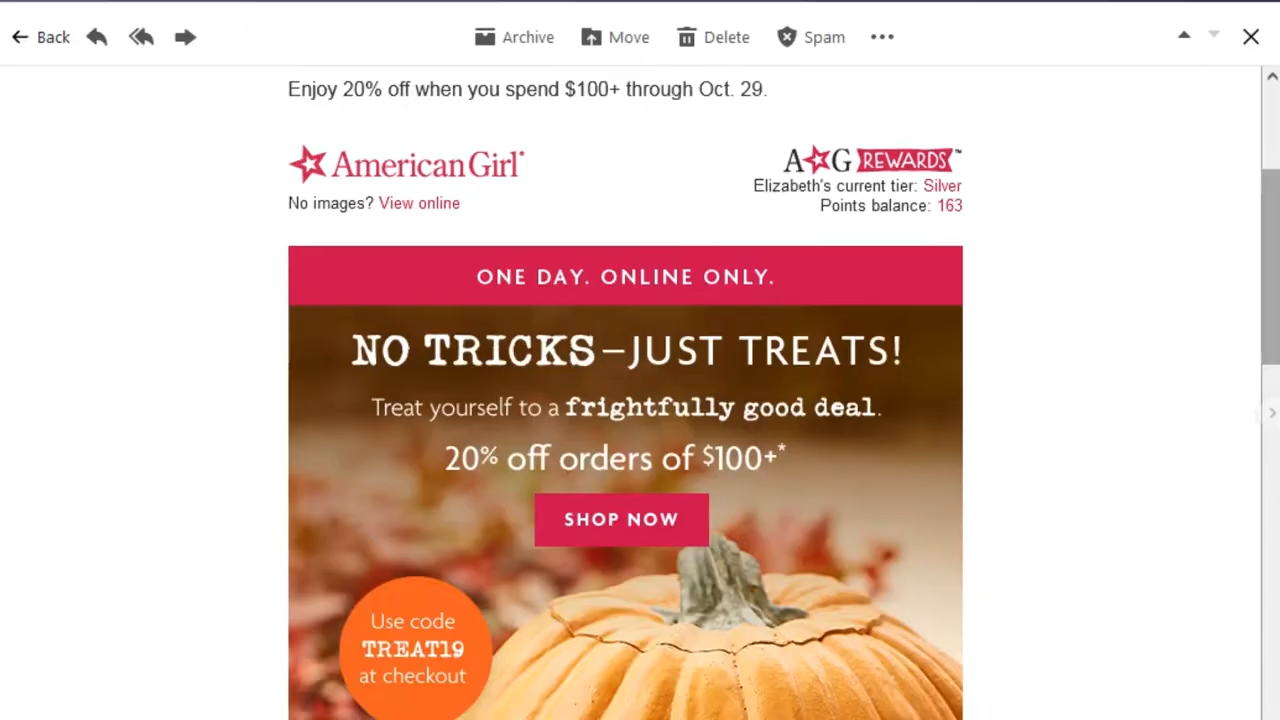 Back
Archive
Move
Delete
Spam
Enjoy 20% off when you spend $100+ through Oct. 29.
American Girl®
No images? View online
AG REWARDS™
Elizabeth's current tier: Silver
Points balance: 163
ONE DAY. ONLINE ONLY.
NO TRICKS–JUST TREATS!
Treat yourself to a frightfully good deal.
20% off orders of $100+*
SHOP NOW
Use code
TREAT19
at checkout